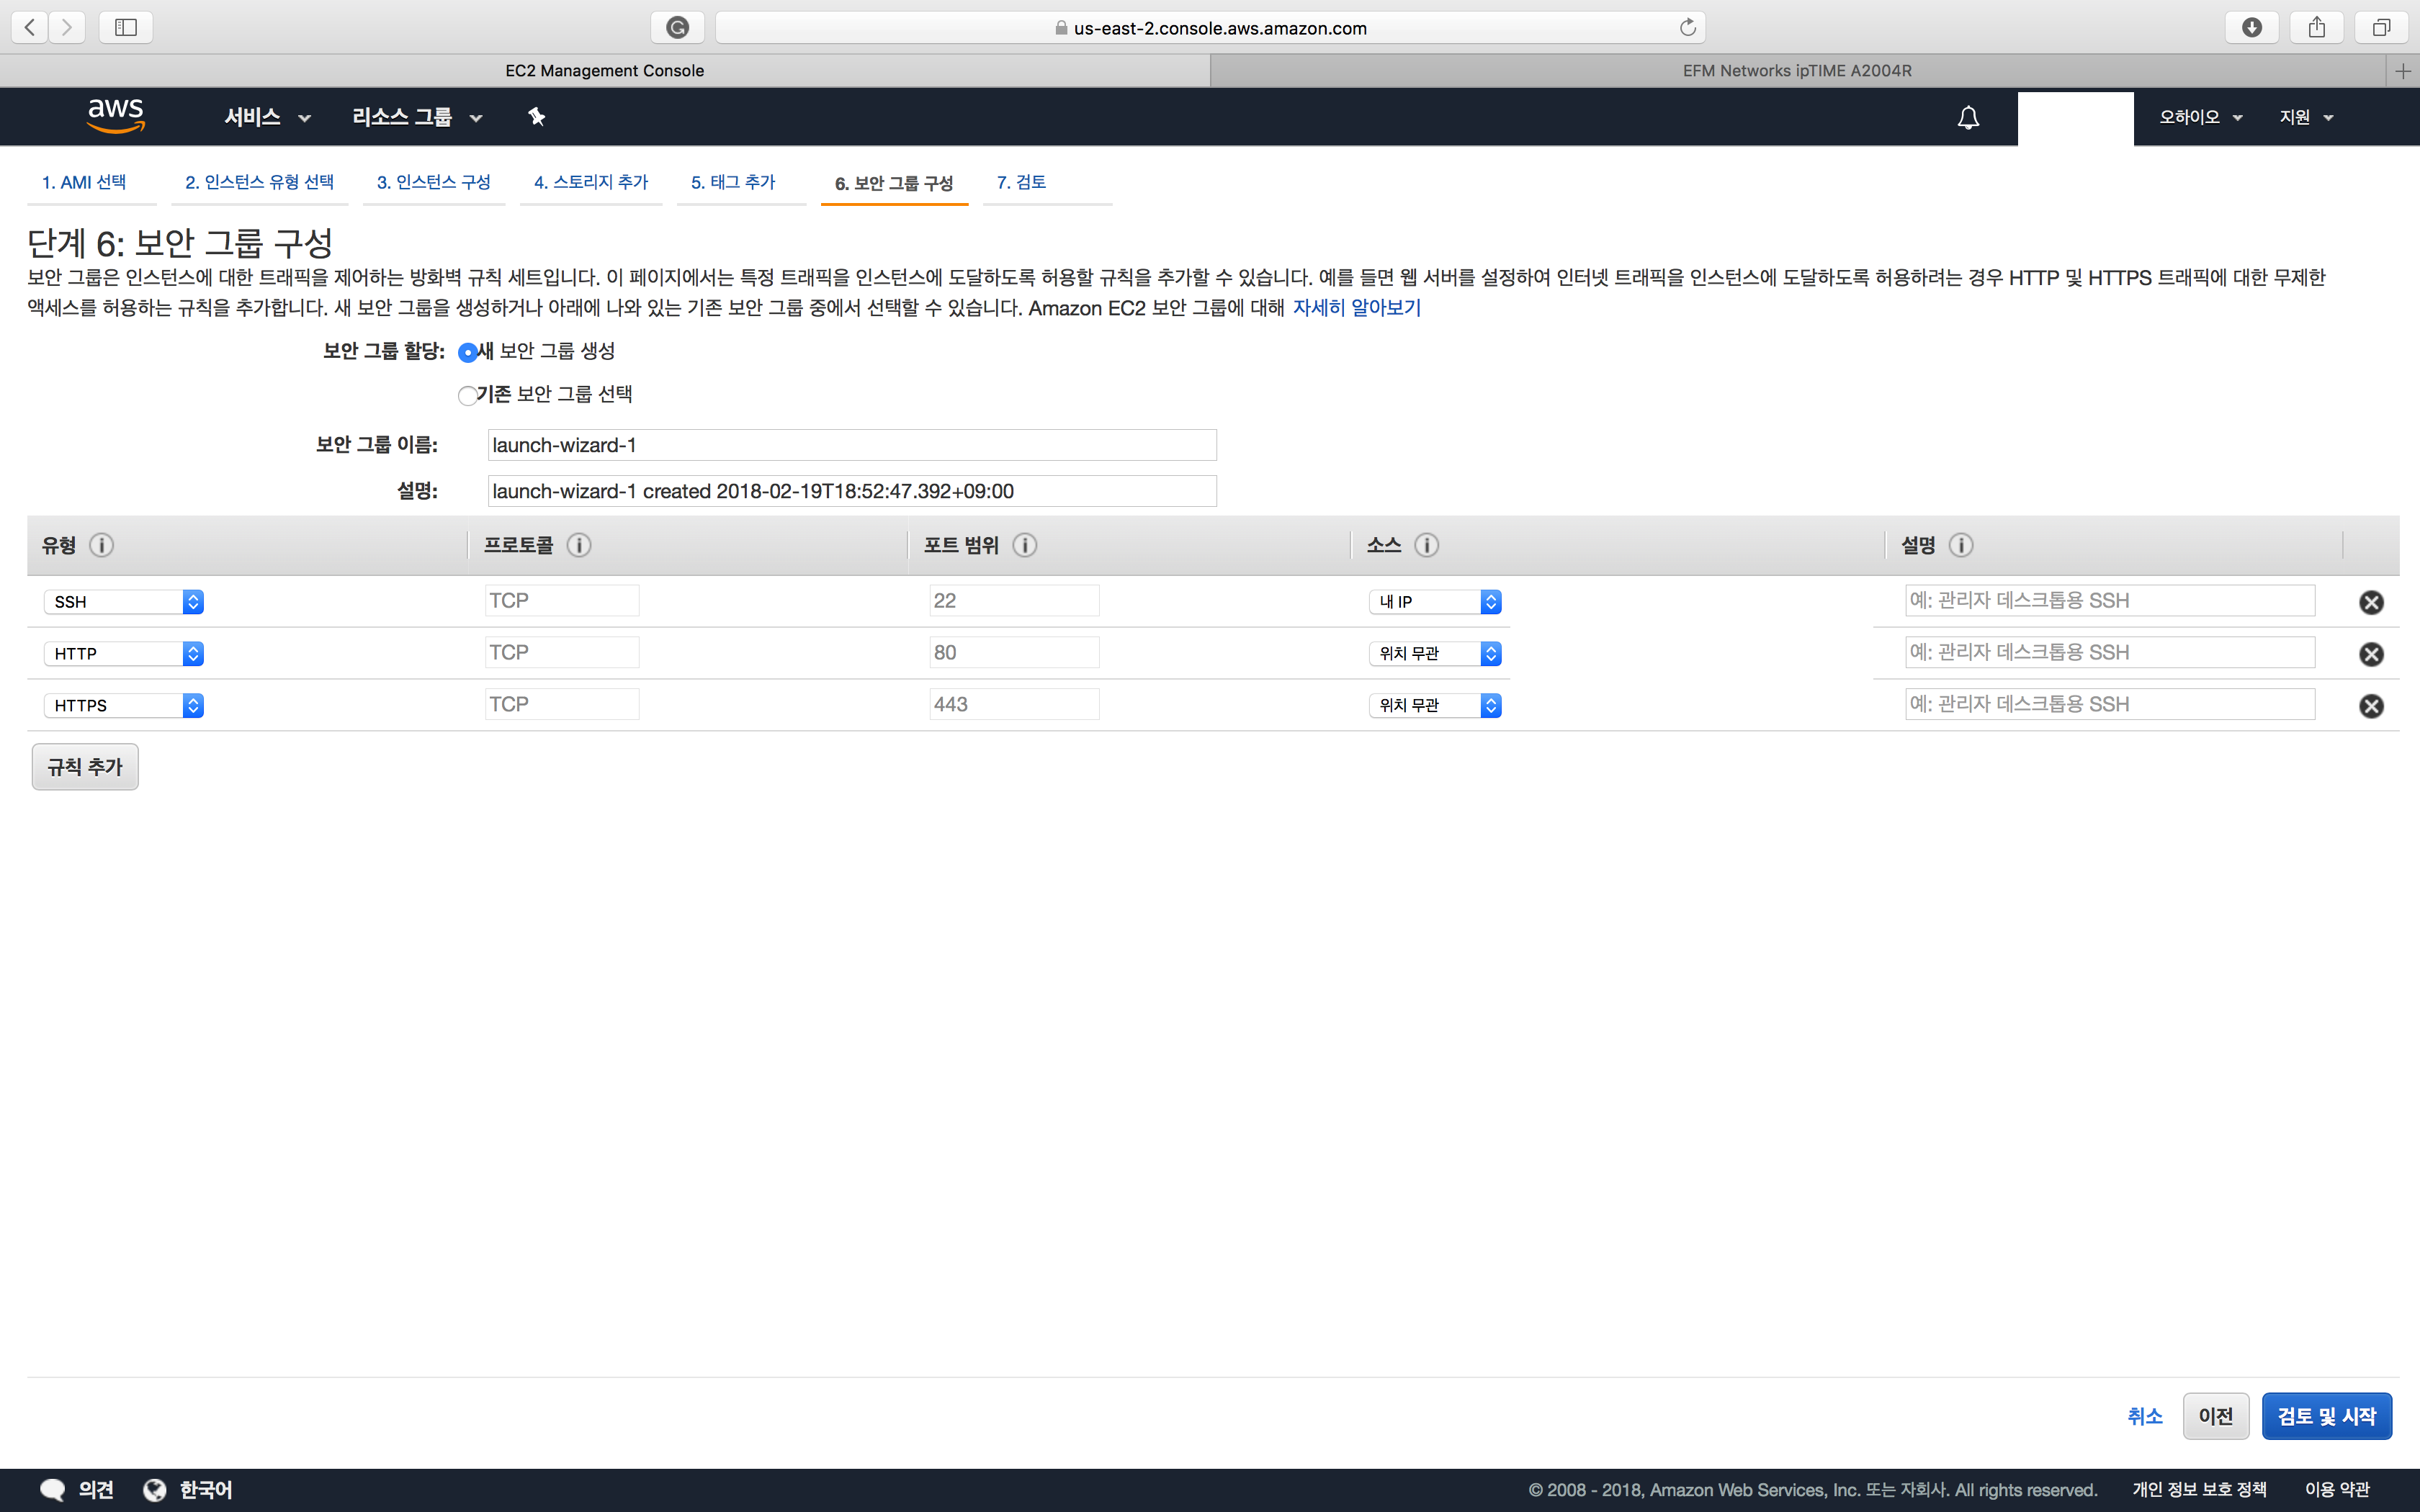 us-east-2.console.aws.amazon.com
EC2 Management Console
EFM Networks ipTIME A2004R
aws
서비스
리소스 그룹
오하이오
지원
1. AMI 선택
2. 인스턴스 유형 선택
3. 인스턴스 구성
4. 스토리지 추가
5. 태그 추가
6. 보안 그룹 구성
7. 검토
단계 6: 보안 그룹 구성
보안 그룹은 인스턴스에 대한 트래픽을 제어하는 방화벽 규칙 세트입니다. 이 페이지에서는 특정 트래픽을 인스턴스에 도달하도록 허용할 규칙을 추가할 수 있습니다. 예를 들면 웹 서버를 설정하여 인터넷 트래픽을 인스턴스에 도달하도록 허용하려는 경우 HTTP 및 HTTPS 트래픽에 대한 무제한
액세스를 허용하는 규칙을 추가합니다. 새 보안 그룹을 생성하거나 아래에 나와 있는 기존 보안 그룹 중에서 선택할 수 있습니다. Amazon EC2 보안 그룹에 대해 자세히 알아보기
보안 그룹 할당: 새 보안 그룹 생성
기존 보안 그룹 선택
보안 그룹 이름: launch-wizard-1
설명: launch-wizard-1 created 2018-02-19T18:52:47.392+09:00
유형 프로토콜 포트 범위 소스 설명
SSH TCP 22 내 IP 예: 관리자 데스크톱용 SSH
HTTP TCP 80 위치 무관 예: 관리자 데스크톱용 SSH
HTTPS TCP 443 위치 무관 예: 관리자 데스크톱용 SSH
규칙 추가
취소 이전 검토 및 시작
의견 한국어 © 2008 - 2018, Amazon Web Services, Inc. 또는 자회사. All rights reserved. 개인 정보 보호 정책 이용 약관